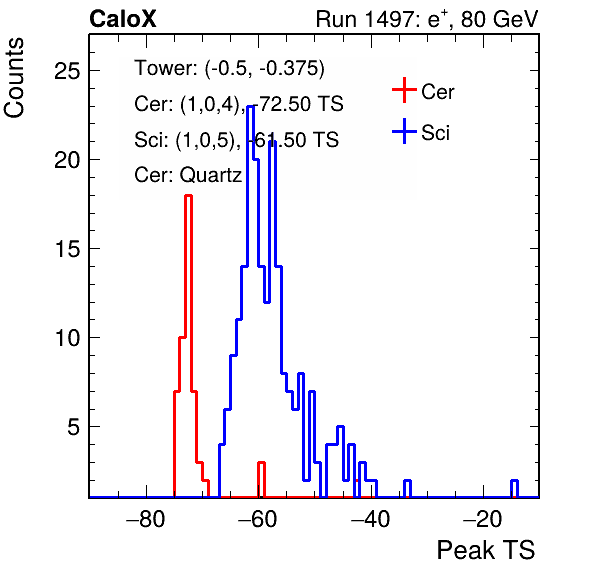 CaloX Run 1497: e⁺, 80 GeV
Counts
Tower: (-0.5, -0.375)
Cer: (1,0,4), -72.50 TS
Sci: (1,0,5), -61.50 TS
Cer: Quartz
Cer
Sci
25
20
15
10
5
−80 −60 −40 −20
Peak TS